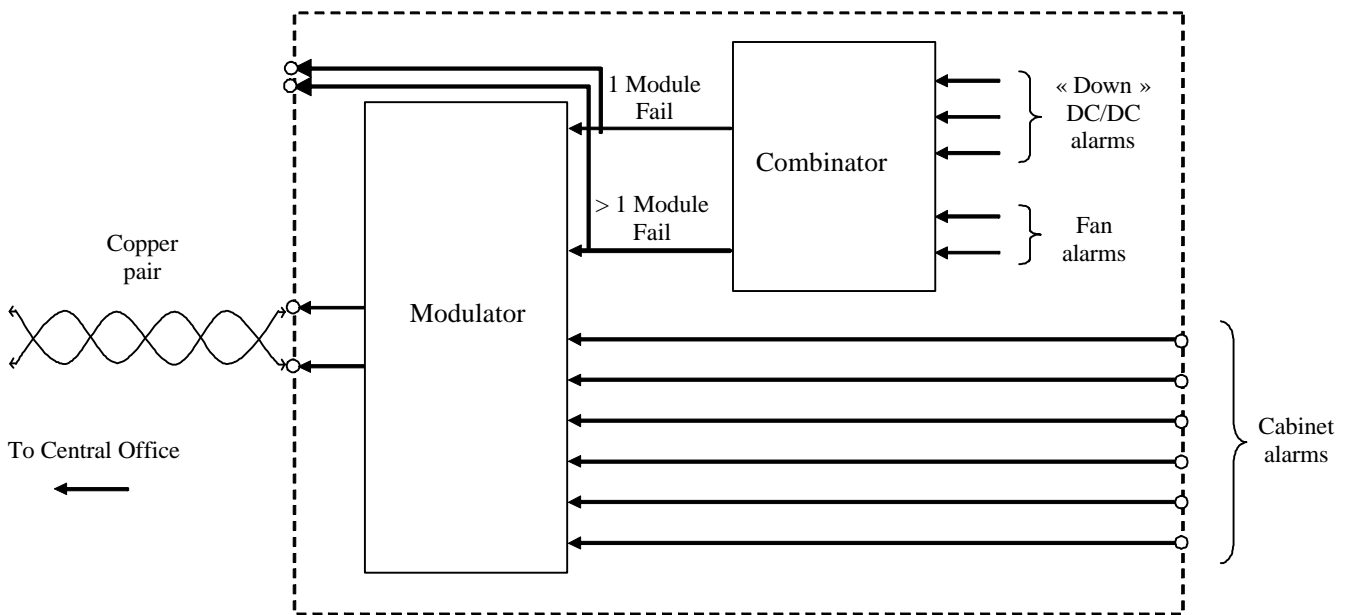 1 Module
Fail
« Down »
DC/DC
alarms
Combinator
> 1 Module
Fail
Fan
alarms
Copper
pair
Modulator
Cabinet
alarms
To Central Office